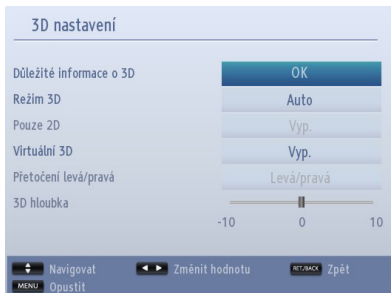 3D nastavení
Důležité informace o 3D OK
Režim 3D Auto
Pouze 2D Vyp.
Virtuální 3D Vyp.
Přetočení levá/pravá Levá/pravá
3D hloubka
-10 0 10
Navigovat Změnit hodnotu RET./BACK Zpět
MENU Opustit